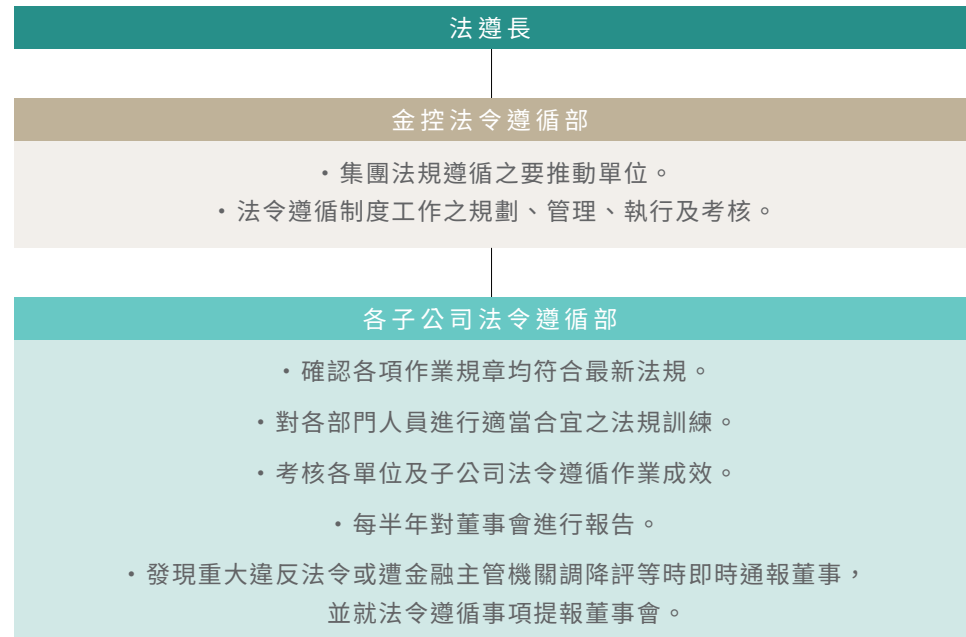 法遵長
金控法令遵循部
・集團法規遵循之要推動單位。
・法令遵循制度工作之規劃、管理、執行及考核。
各子公司法令遵循部
・確認各項作業規章均符合最新法規。
・對各部門人員進行適當合宜之法規訓練。
・考核各單位及子公司法令遵循作業成效。
・每半年對董事會進行報告。
・發現重大違反法令或遭金融主管機關調降評等時即時通報董事，
並就法令遵循事項提報董事會。